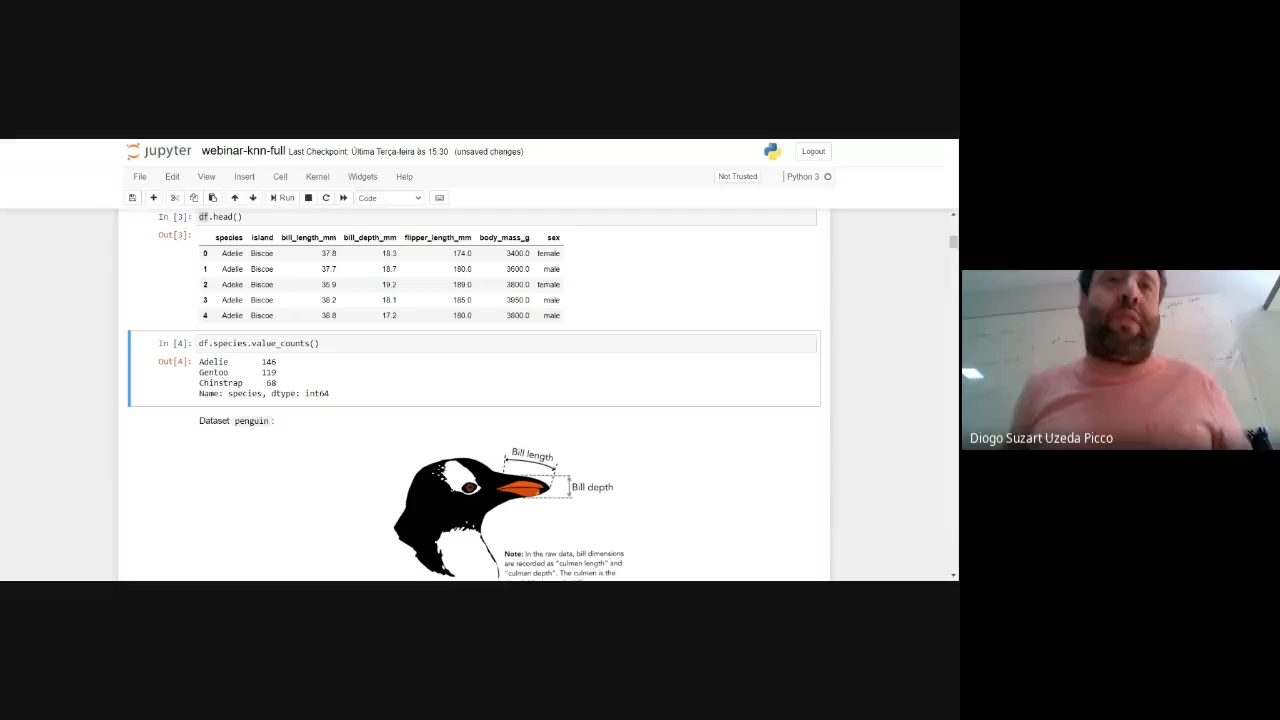 jupyter webinar-knn-full Last Checkpoint: Última Terça-feira às 15:30 (unsaved changes) Logout
File Edit View Insert Cell Kernel Widgets Help Not Trusted Python 3
Run Code
In [3]: df.head()
Out[3]:
species island bill_length_mm bill_depth_mm flipper_length_mm body_mass_g sex
0 Adelie Biscoe 37.8 18.3 174.0 3400.0 female
1 Adelie Biscoe 37.7 18.7 180.0 3600.0 male
2 Adelie Biscoe 35.9 19.2 189.0 3800.0 female
3 Adelie Biscoe 38.2 18.1 185.0 3950.0 male
4 Adelie Biscoe 38.8 17.2 180.0 3800.0 male
In [4]: df.species.value_counts()
Out[4]: Adelie 146
Gentoo 119
Chinstrap 68
Name: species, dtype: int64
Dataset penguin:
Bill length
Bill depth
Note: In the raw data, bill dimensions
are recorded as "culmen length" and
"culmen depth". The culmen is the
Diogo Suzart Uzeda Picco